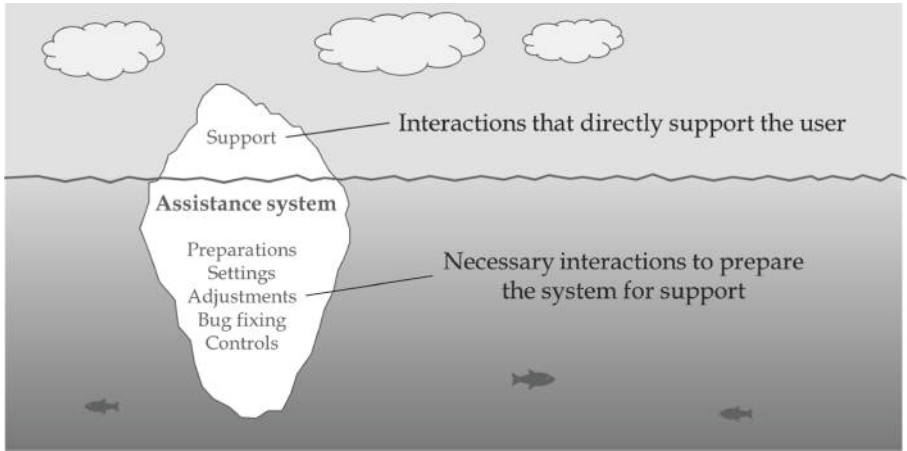 Support
Interactions that directly support the user
Assistance system
Preparations
Settings
Adjustments
Bug fixing
Controls
Necessary interactions to prepare
the system for support